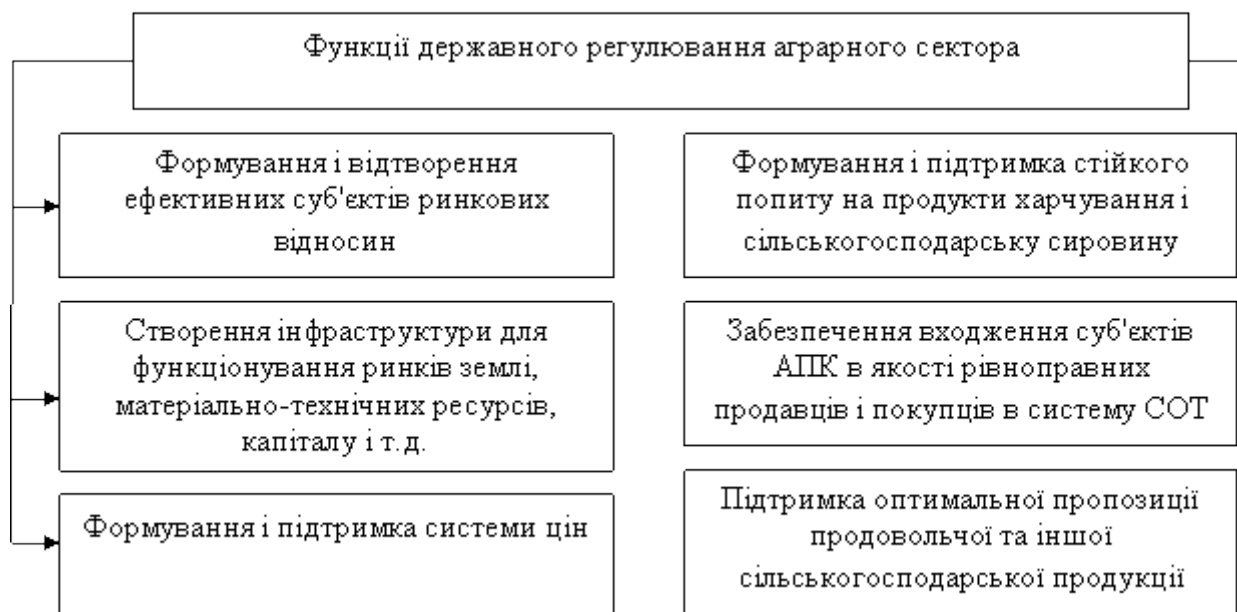 Функції державного регулювання аграрного сектора
Формування і відтворення
ефективних суб'єктів ринкових
відносин
Створення інфраструктури для
функціонування ринків землі,
матеріально-технічних ресурсів,
капіталу і т.д.
Формування і підтримка системи цін
Формування і підтримка стійкого
попиту на продукти харчування і
сільськогосподарську сировину
Забезпечення входження суб'єктів
АПК в якості рівноправних
продавців і покупців в систему СОТ
Підтримка оптимальної пропозиції
продовольчої та іншої
сільськогосподарської продукції